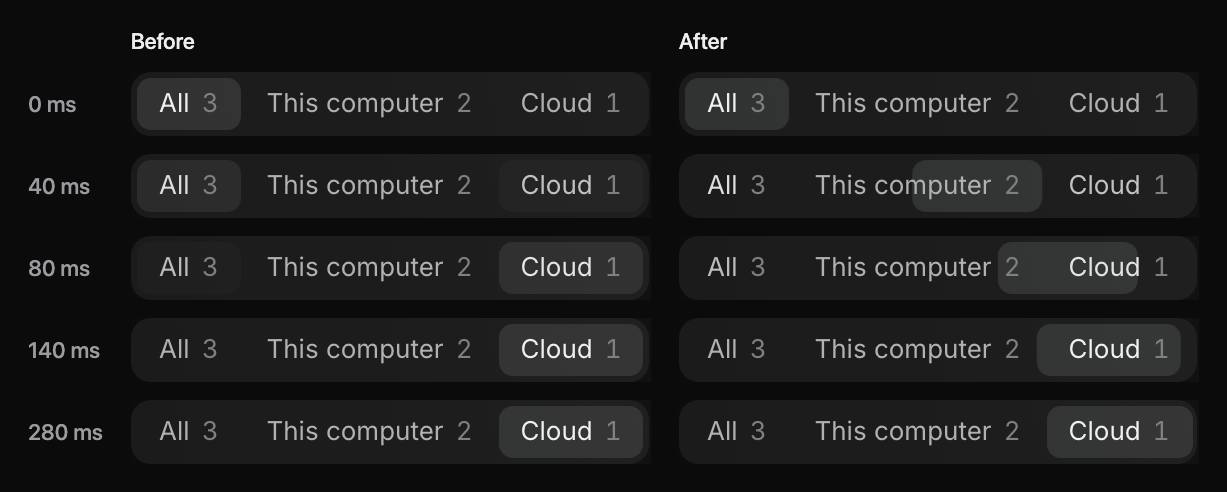 Before After
0 ms All 3 This computer 2 Cloud 1 All 3 This computer 2 Cloud 1
40 ms All 3 This computer 2 Cloud 1 All 3 This computer 2 Cloud 1
80 ms All 3 This computer 2 Cloud 1 All 3 This computer 2 Cloud 1
140 ms All 3 This computer 2 Cloud 1 All 3 This computer 2 Cloud 1
280 ms All 3 This computer 2 Cloud 1 All 3 This computer 2 Cloud 1